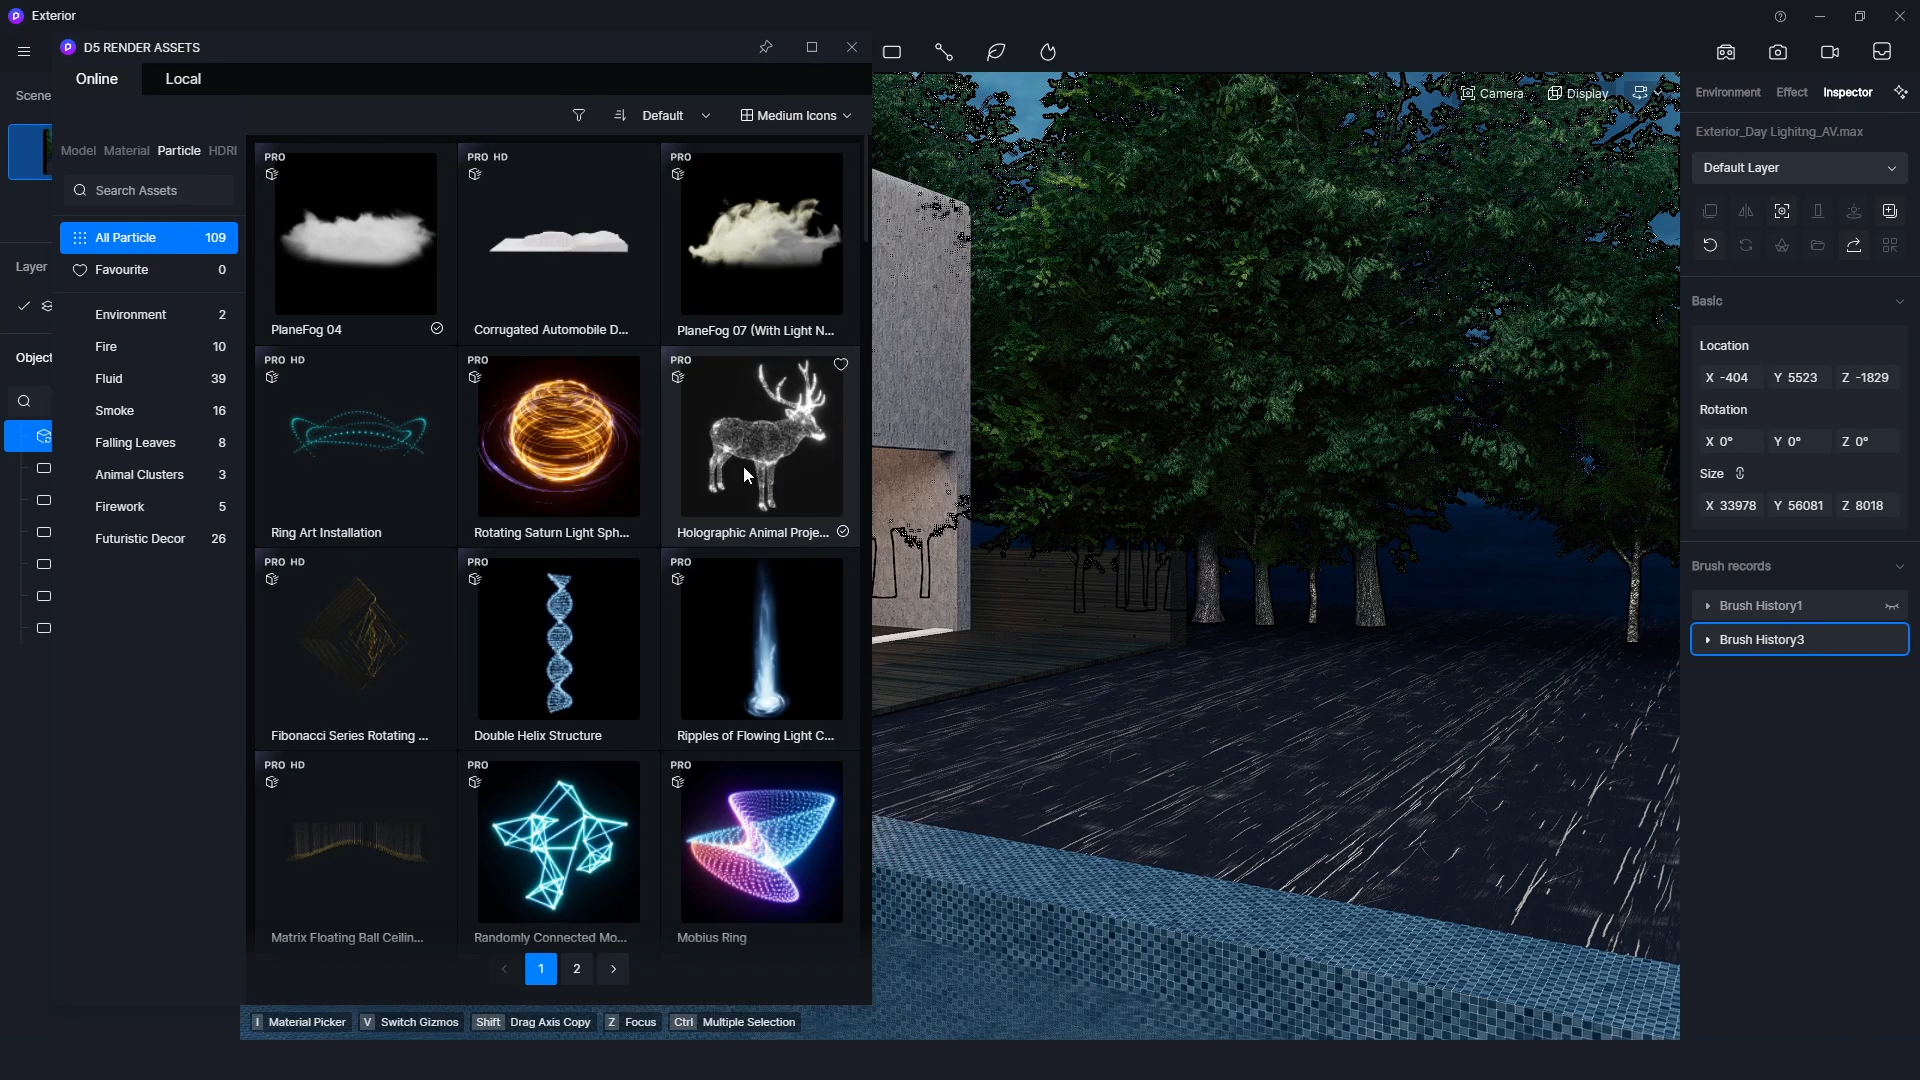 Exterior
D5 RENDER ASSETS
Online
Local
Default
Medium Icons
Model
Material
Particle
HDRI
Search Assets
All Particle 109
Favourite 0
Environment 2
Fire 10
Fluid 39
Smoke 16
Falling Leaves 8
Animal Clusters 3
Firework 5
Futuristic Decor 26
PRO
PlaneFog 04
PRO HD
Corrugated Automobile D...
PRO
PlaneFog 07 (With Light N...
PRO HD
Ring Art Installation
PRO
Rotating Saturn Light Sph...
PRO
Holographic Animal Proje...
PRO HD
Fibonacci Series Rotating ...
PRO
Double Helix Structure
PRO
Ripples of Flowing Light C...
PRO HD
Matrix Floating Ball Ceilin...
PRO
Randomly Connected Mo...
PRO
Mobius Ring
1
2
Scene
Layer
Object
I Material Picker V Switch Gizmos Shift Drag Axis Copy Z Focus Ctrl Multiple Selection
Camera
Display
Environment
Effect
Inspector
Exterior_Day Lighitng_AV.max
Default Layer
Basic
Location
X -404 Y 5523 Z -1829
Rotation
X 0° Y 0° Z 0°
Size
X 33978 Y 56081 Z 8018
Brush records
Brush History1
Brush History3